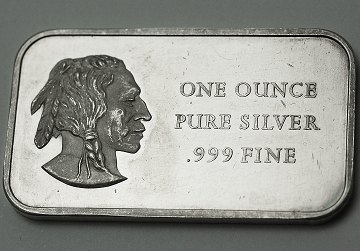 ONE OUNCE
PURE SILVER
.999 FINE